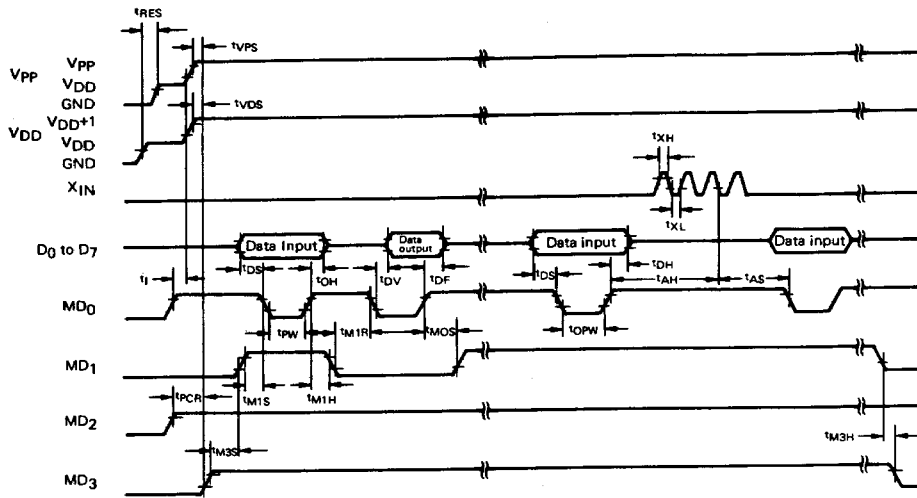 tRES
tVPS
VPP
VPP
VDD
GND
tVDS
VDD+1
VDD
VDD
GND
tXH
XIN
tXL
D0 to D7
Data Input
Data output
Data input
Data input
tDS
tOH
tDV
tDF
tDS
tDH
tAH
tAS
tI
MD0
tPW
tM1R
tMOS
tOPW
MD1
tPCR
tM1S
tM1H
MD2
tM3S
tM3H
MD3